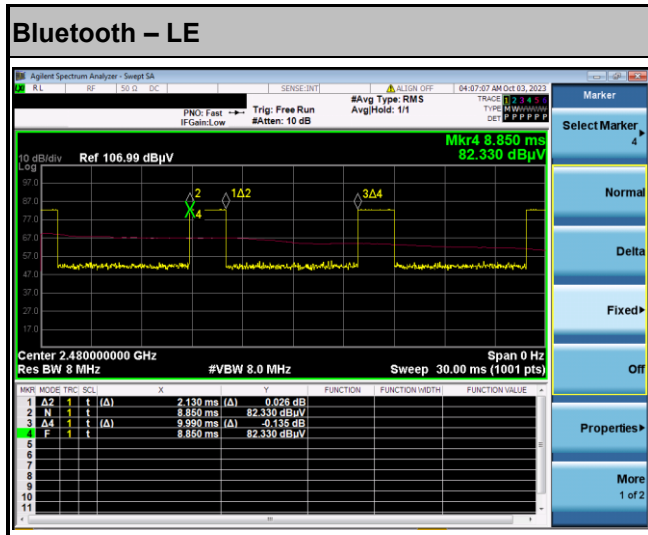 Bluetooth – LE
Agilent Spectrum Analyzer - Swept SA
RL RF 50 Ω DC SENSE:INT ALIGN OFF 04:07:07 AM Oct 03, 2023
PNO: Fast Trig: Free Run #Avg Type: RMS TRACE 1 2 3 4 5 6
IFGain:Low #Atten: 10 dB Avg|Hold: 1/1 TYPE MWWWWW
DET P P P P P P
Mkr4 8.850 ms
10 dB/div Ref 106.99 dBµV 82.330 dBµV
Log
97.0
87.0
77.0
67.0
57.0
47.0
37.0
27.0
17.0
2 1Δ2 3Δ4
4
Center 2.480000000 GHz Span 0 Hz
Res BW 8 MHz #VBW 8.0 MHz Sweep 30.00 ms (1001 pts)
MKR MODE TRC SCL X Y FUNCTION FUNCTION WIDTH FUNCTION VALUE
1 Δ2 1 t (Δ) 2.130 ms (Δ) 0.026 dB
2 N 1 t 8.850 ms 82.330 dBµV
3 Δ4 1 t (Δ) 9.990 ms (Δ) -0.135 dB
4 F 1 t 8.850 ms 82.330 dBµV
5
6
7
8
9
10
11
Marker
Select Marker
4
Normal
Delta
Fixed
Off
Properties
More
1 of 2